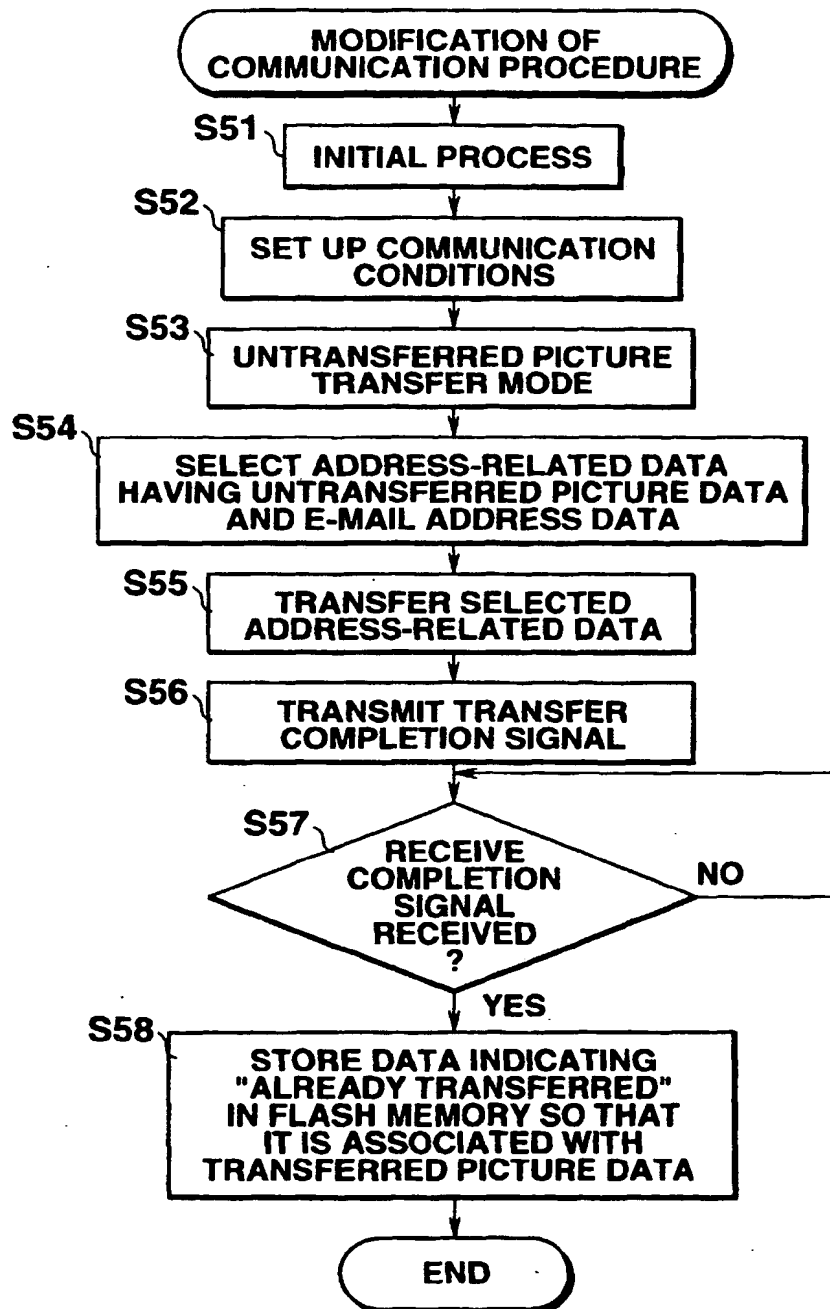 MODIFICATION OF
COMMUNICATION PROCEDURE
S51
INITIAL PROCESS
S52
SET UP COMMUNICATION
CONDITIONS
S53
UNTRANSFERRED PICTURE
TRANSFER MODE
S54
SELECT ADDRESS-RELATED DATA
HAVING UNTRANSFERRED PICTURE DATA
AND E-MAIL ADDRESS DATA
S55
TRANSFER SELECTED
ADDRESS-RELATED DATA
S56
TRANSMIT TRANSFER
COMPLETION SIGNAL
S57
RECEIVE
COMPLETION
SIGNAL
RECEIVED
?
NO
YES
S58
STORE DATA INDICATING
"ALREADY TRANSFERRED"
IN FLASH MEMORY SO THAT
IT IS ASSOCIATED WITH
TRANSFERRED PICTURE DATA
END